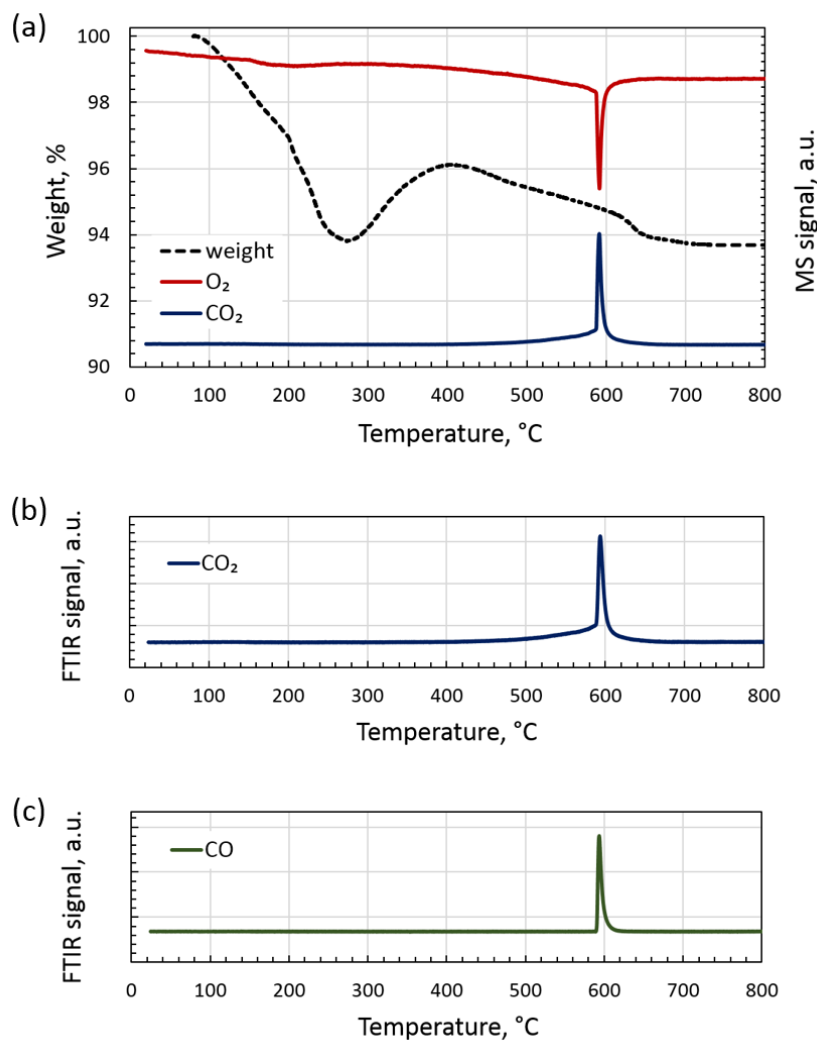 (a)
100
98
96
94
92
90
Weight, %
MS signal, a.u.
weight
O₂
CO₂
0 100 200 300 400 500 600 700 800
Temperature, °C
(b)
FTIR signal, a.u.
CO₂
0 100 200 300 400 500 600 700 800
Temperature, °C
(c)
FTIR signal, a.u.
CO
0 100 200 300 400 500 600 700 800
Temperature, °C